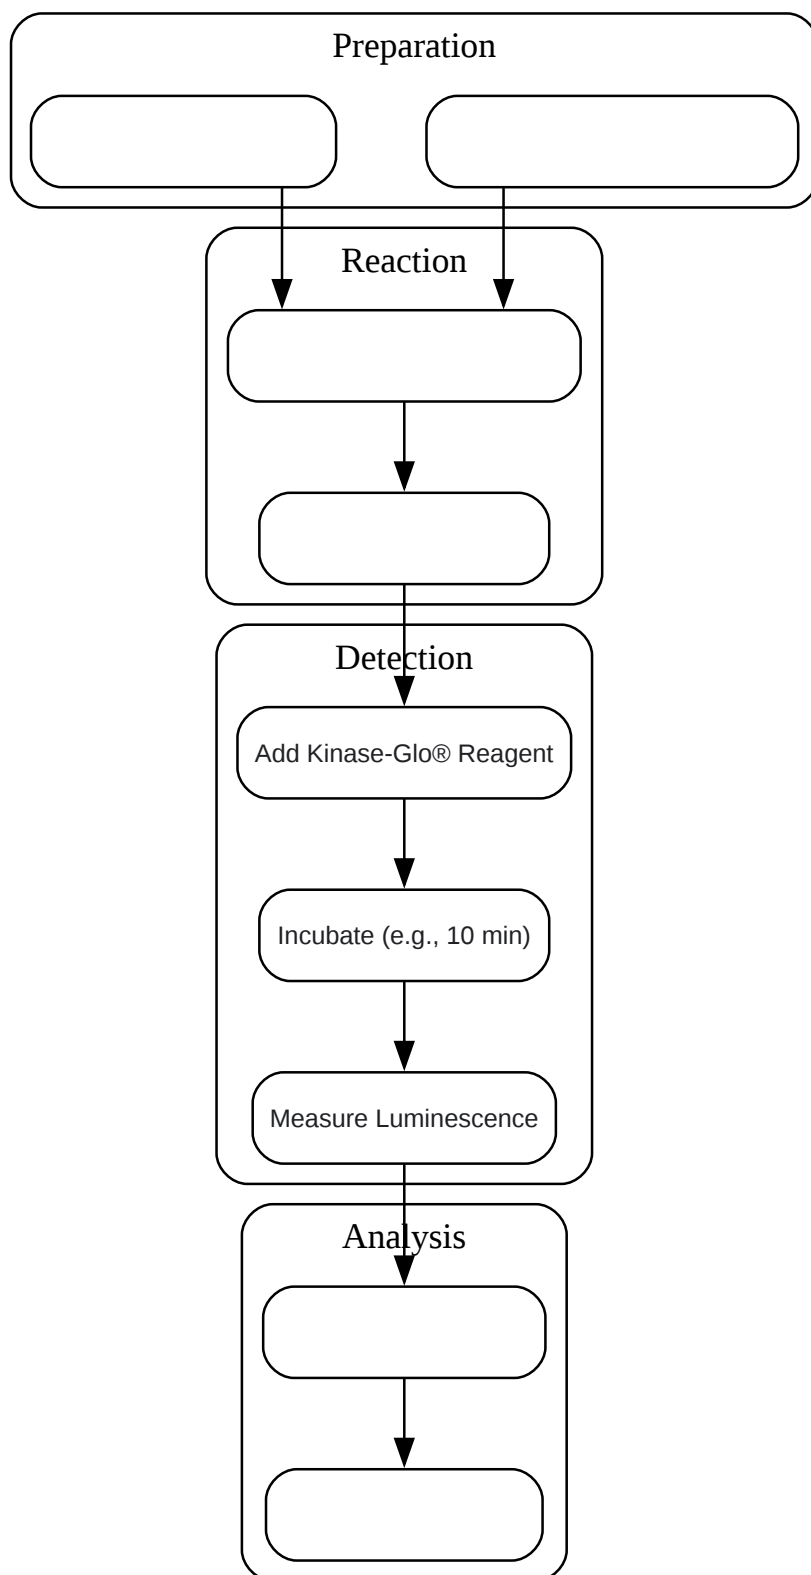 Preparation
Reaction
Detection
Add Kinase-Glo® Reagent
Incubate (e.g., 10 min)
Measure Luminescence
Analysis